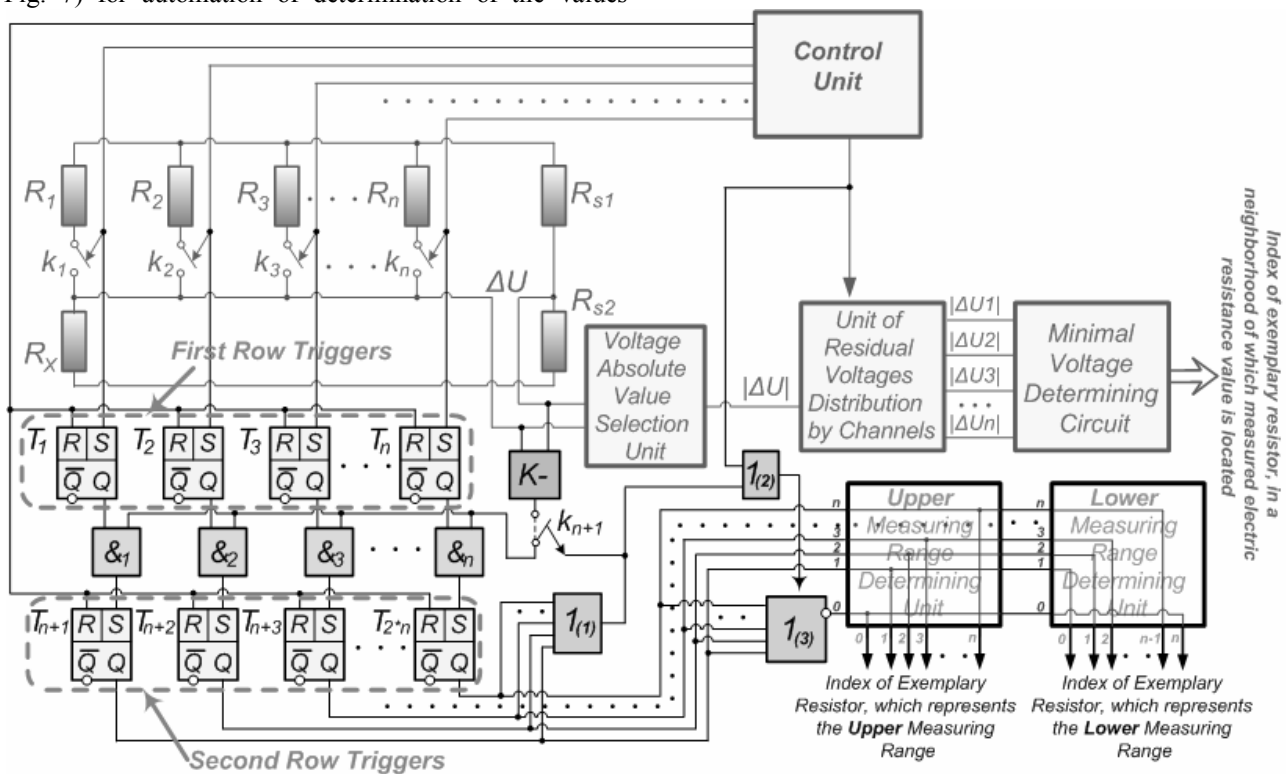 Fig. 7) for automation of determination of the values
Control
Unit
R1
R2
R3
. . .
Rn
Rs1
k1
k2
k3
. . .
kn
ΔU
Rs2
RX
First Row Triggers
Voltage
Absolute
Value
Selection
Unit
|ΔU|
Unit of
Residual
Voltages
Distribution
by Channels
|ΔU1|
|ΔU2|
|ΔU3|
...
|ΔUn|
Minimal
Voltage
Determining
Circuit
Index of exemplary resistor, in a
neighborhood of which measured electric
resistance value is located
T1 R S Q Q
T2 R S Q Q
T3 R S Q Q
. . .
Tn R S Q Q
K-
kn+1
1(2)
&1
&2
&3
. . .
&n
Upper
Measuring
Range
Determining
Unit
n
3
2
1
0
0 1 2 3 n
Lower
Measuring
Range
Determining
Unit
n
3
2
1
0
0 1 2 n-1 n
Tn+1 R S Q Q
Tn+2 R S Q Q
Tn+3 R S Q Q
. . .
T2*n R S Q Q
1(1)
1(3)
Index of Exemplary
Resistor, which represents
the Upper Measuring
Range
Index of Exemplary
Resistor, which represents
the Lower Measuring
Range
Second Row Triggers